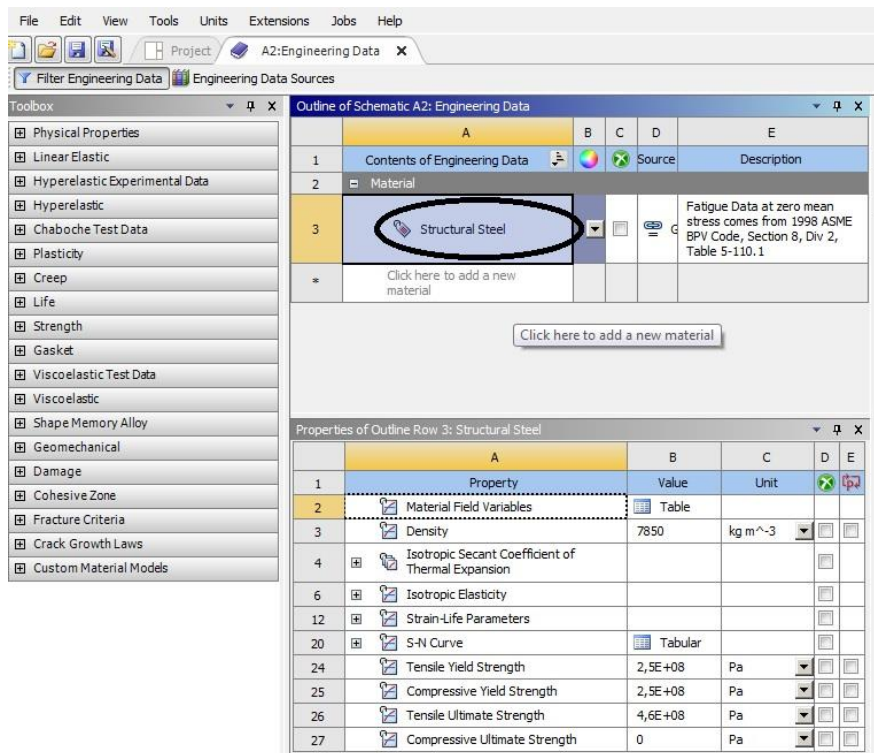 File Edit View Tools Units Extensions Jobs Help
Project A2:Engineering Data
Filter Engineering Data Engineering Data Sources
Toolbox
Physical Properties
Linear Elastic
Hyperelastic Experimental Data
Hyperelastic
Chaboche Test Data
Plasticity
Creep
Life
Strength
Gasket
Viscoelastic Test Data
Viscoelastic
Shape Memory Alloy
Geomechanical
Damage
Cohesive Zone
Fracture Criteria
Crack Growth Laws
Custom Material Models
Outline of Schematic A2: Engineering Data
A B C D E
1 Contents of Engineering Data Source Description
2 Material
3 Structural Steel G Fatigue Data at zero mean
stress comes from 1998 ASME
BPV Code, Section 8, Div 2,
Table 5-110.1
* Click here to add a new
material
Click here to add a new material
Properties of Outline Row 3: Structural Steel
A B C D E
1 Property Value Unit
2 Material Field Variables Table
3 Density 7850 kg m^-3
4 Isotropic Secant Coefficient of
Thermal Expansion
6 Isotropic Elasticity
12 Strain-Life Parameters
20 S-N Curve Tabular
24 Tensile Yield Strength 2,5E+08 Pa
25 Compressive Yield Strength 2,5E+08 Pa
26 Tensile Ultimate Strength 4,6E+08 Pa
27 Compressive Ultimate Strength 0 Pa